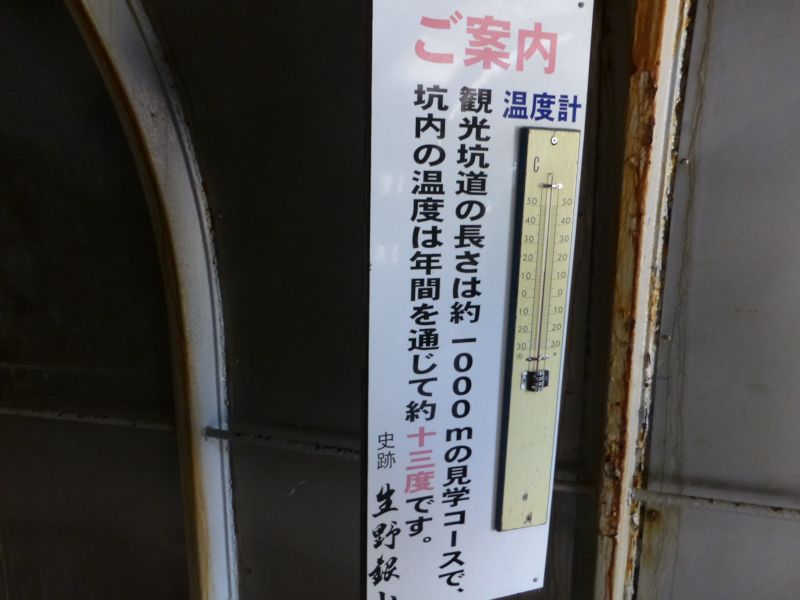 ご案内
温度計
観光坑道の長さは約一000mの見学コースで、
坑内の温度は年間を通じて約十三度です。
史跡 生野銀
C
50 50
40 40
30 30
20 20
10 10
0 0
10 10
20 20
30 30